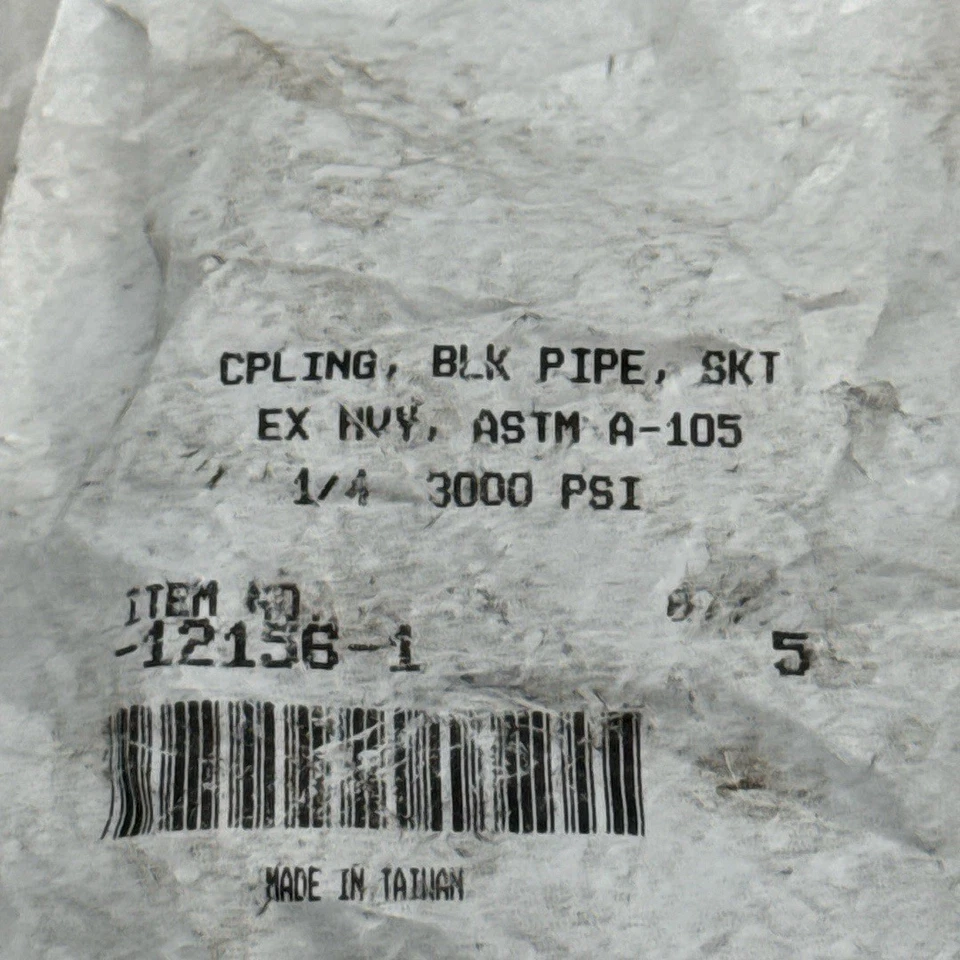 CPLING, BLK PIPE, SKT
EX HVY, ASTM A-105
1/4 3000 PSI
ITEM NO.
-12156-1
5
MADE IN TAIWAN